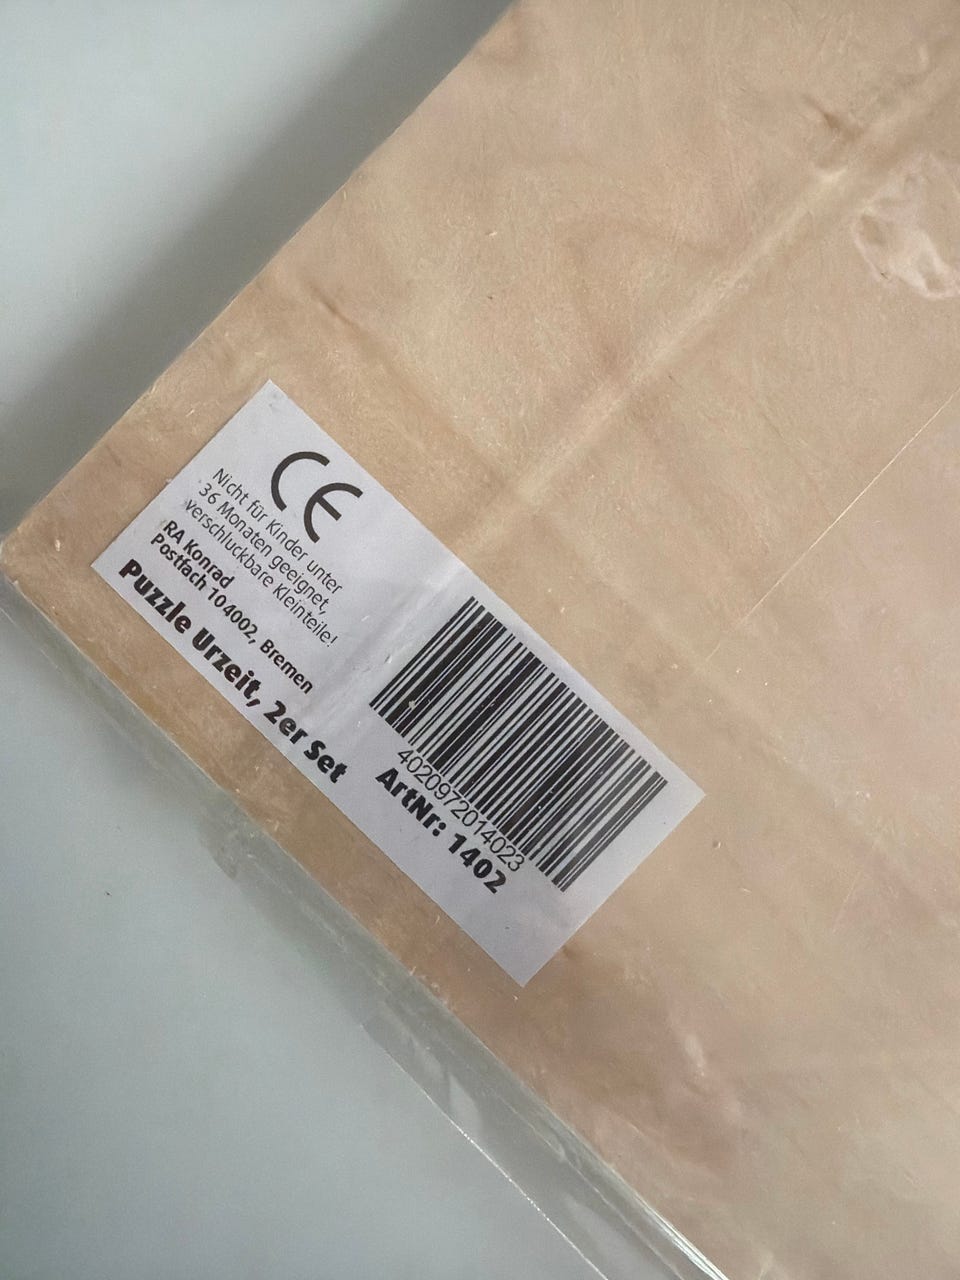 CE
Nicht für Kinder unter
36 Monaten geeignet,
verschluckbare Kleinteile!
RA Konrad
Postfach 104002, Bremen
Puzzle Urzeit, 2er Set
4020972014023
ArtNr: 1402